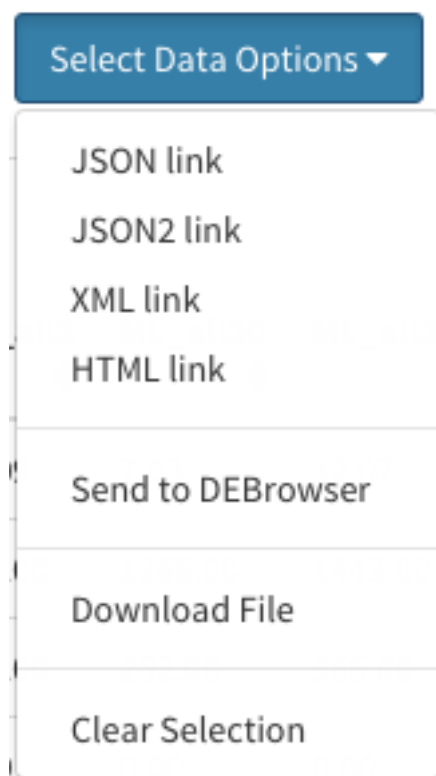 Select Data Options
JSON link
JSON2 link
XML link
HTML link
Send to DEBrowser
Download File
Clear Selection